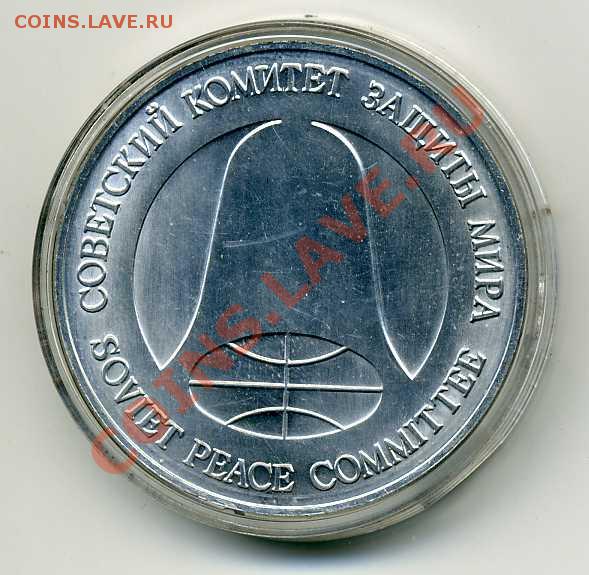 COINS.LAVE.RU
СОВЕТСКИЙ КОМИТЕТ ЗАЩИТЫ МИРА
SOVIET PEACE COMMITTEE
COINS.LAVE.RU